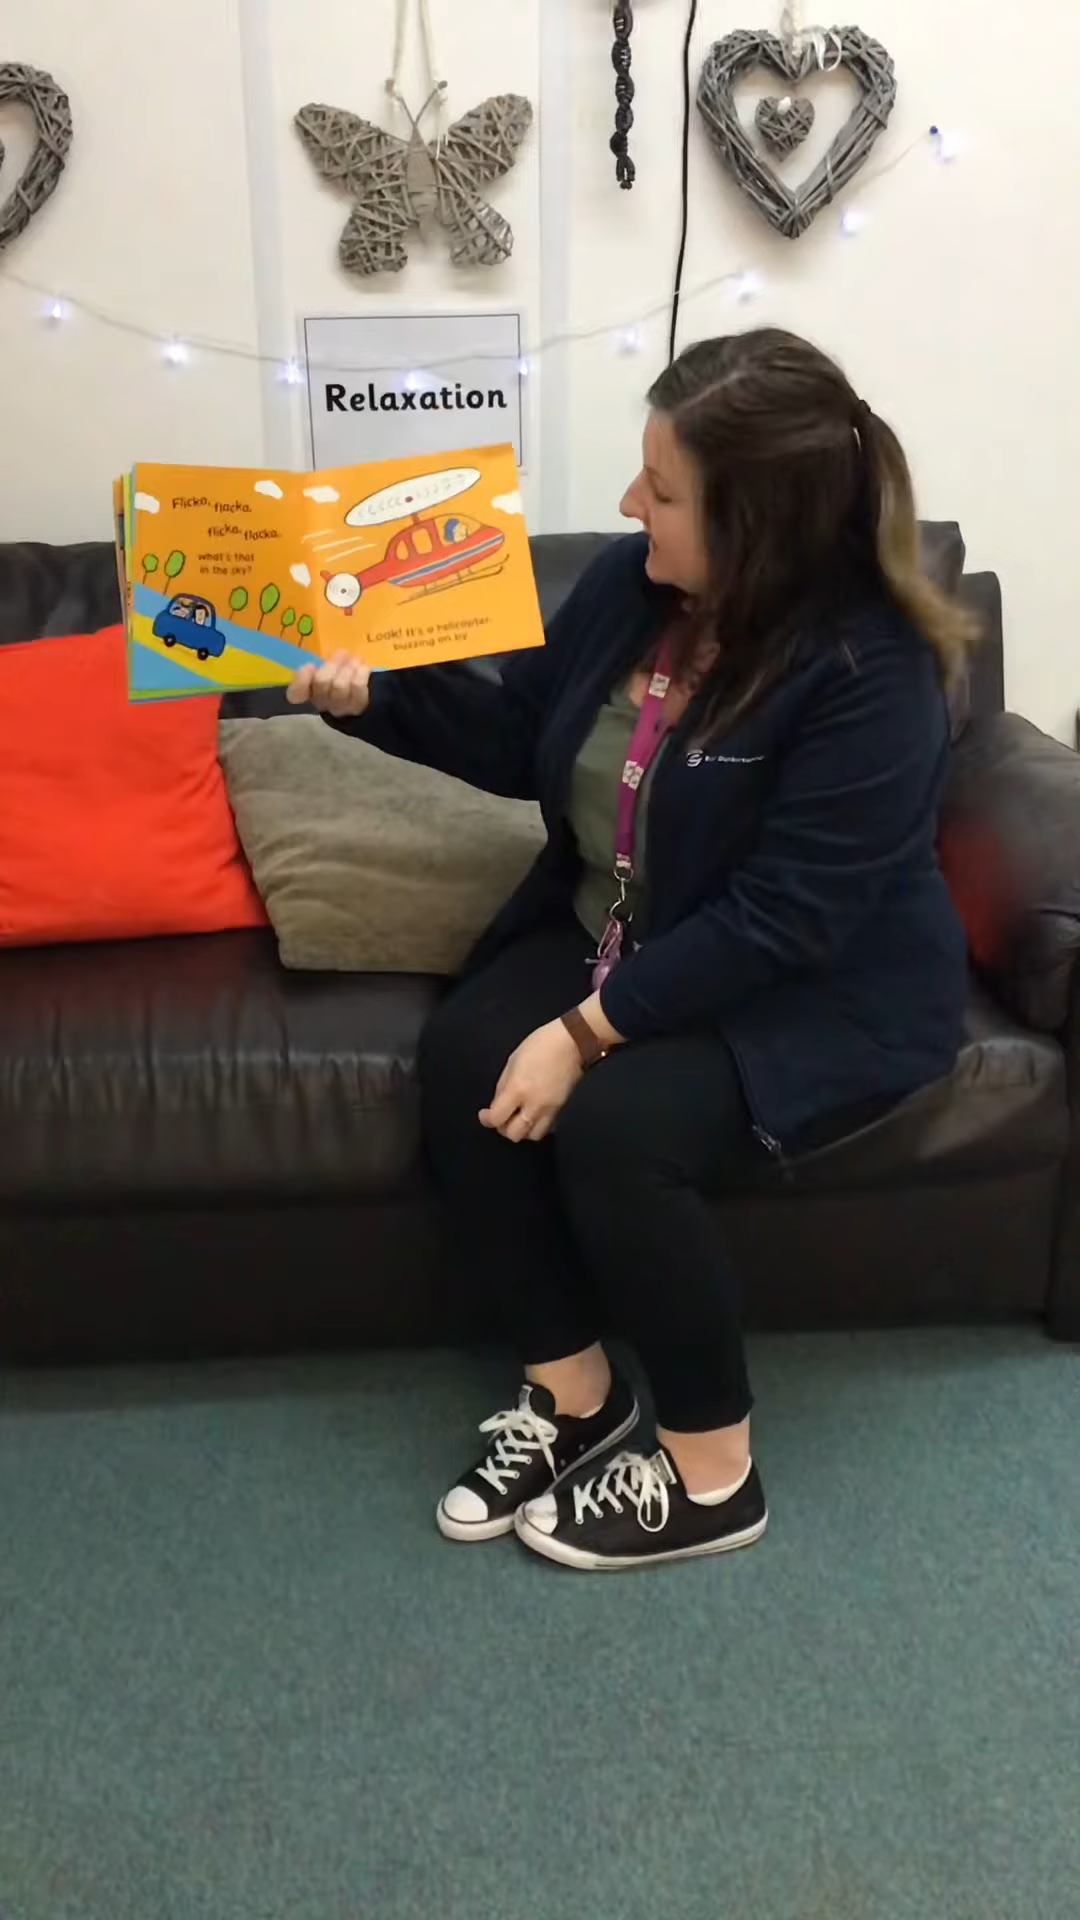 Relaxation
Flicka, flacka,
flicka, flacka,
what's that
in the sky?
Look! It's a helicopter,
buzzing on by